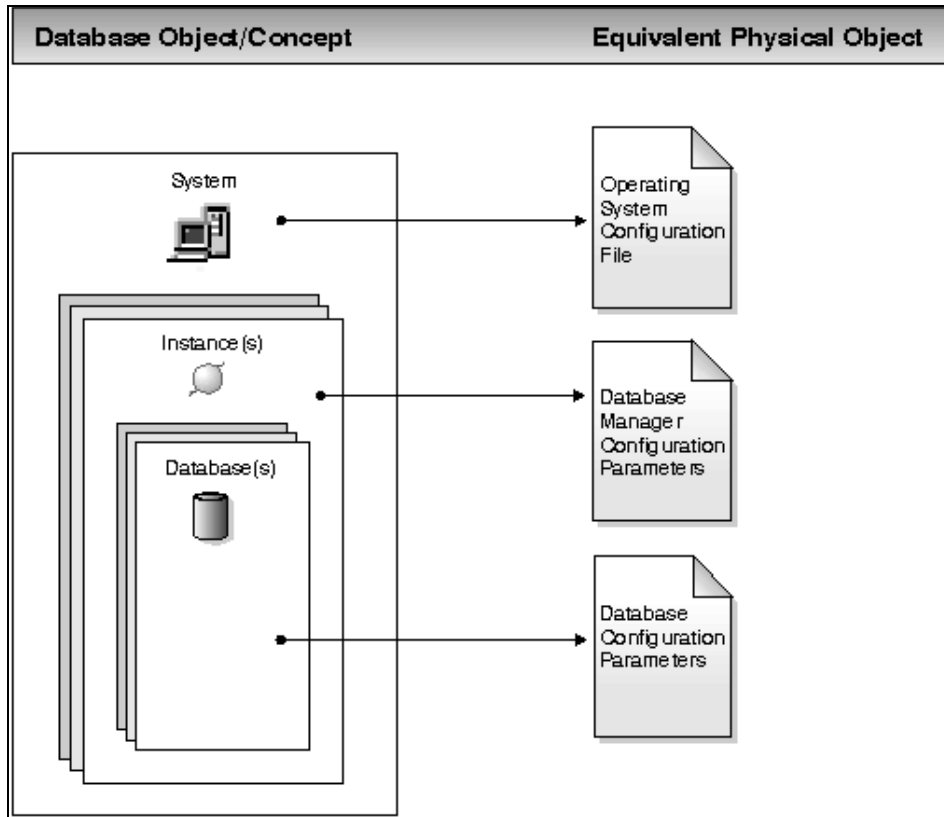 Database Object/Concept
Equivalent Physical Object
System
Operating
System
Configuration
File
Instance(s)
Database
Manager
Configuration
Parameters
Database(s)
Database
Configuration
Parameters